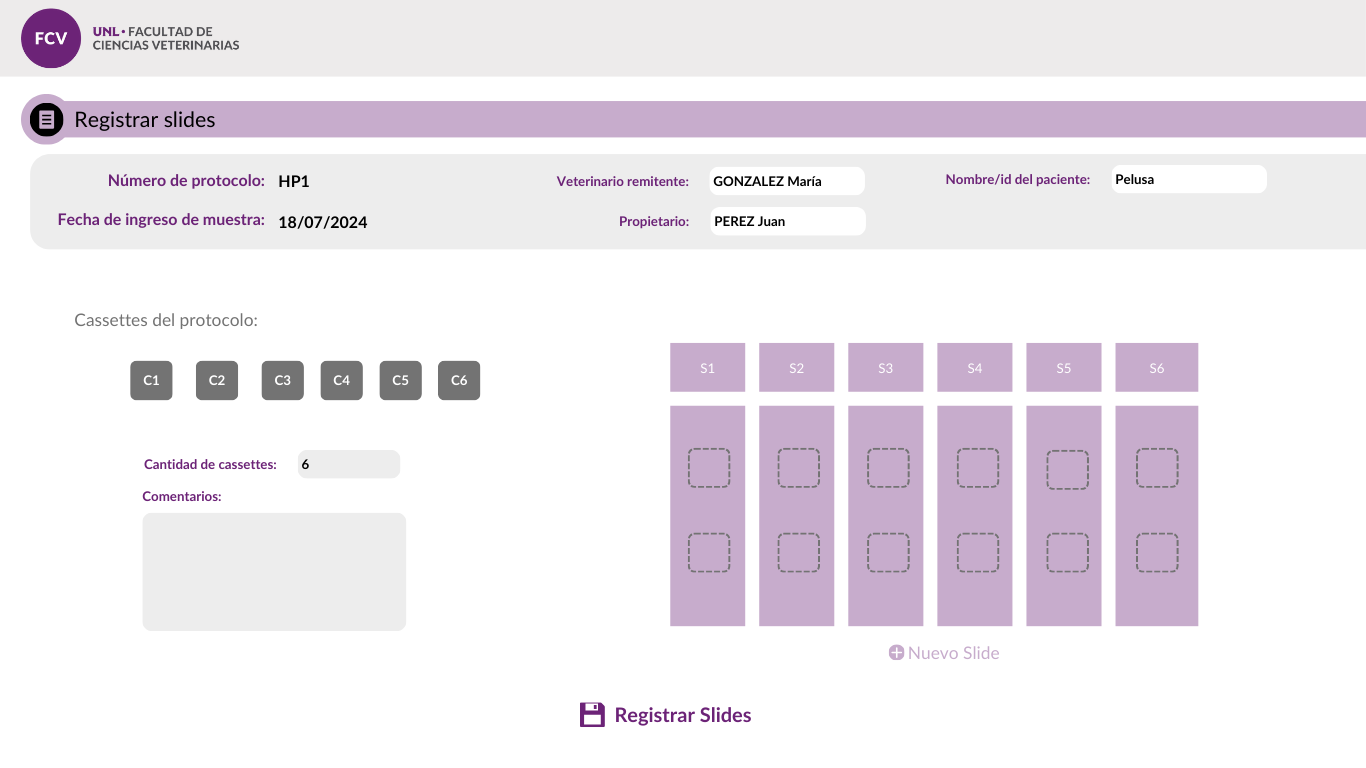 FCV
UNL · FACULTAD DE
CIENCIAS VETERINARIAS
Registrar slides
Número de protocolo: HP1
Veterinario remitente: GONZALEZ María
Nombre/id del paciente: Pelusa
Fecha de ingreso de muestra: 18/07/2024
Propietario: PEREZ Juan
Cassettes del protocolo:
C1 C2 C3 C4 C5 C6
Cantidad de cassettes: 6
Comentarios:
S1 S2 S3 S4 S5 S6
Nuevo Slide
Registrar Slides